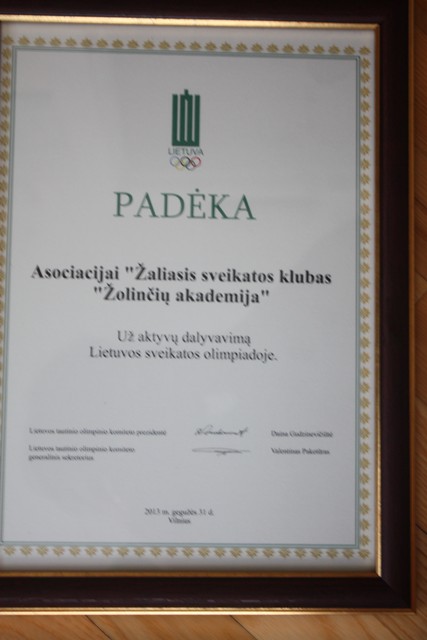 LIETUVA
PADĖKA
Asociacijai "Žaliasis sveikatos klubas
"Žolinčių akademija"
Už aktyvų dalyvavimą
Lietuvos sveikatos olimpiadoje.
Lietuvos tautinio olimpinio komiteto prezidentė Daina Gudzinevičiūtė
Lietuvos tautinio olimpinio komiteto Valentinas Paketūras
generalinis sekretorius
2013 m. gegužės 31 d.
Vilnius